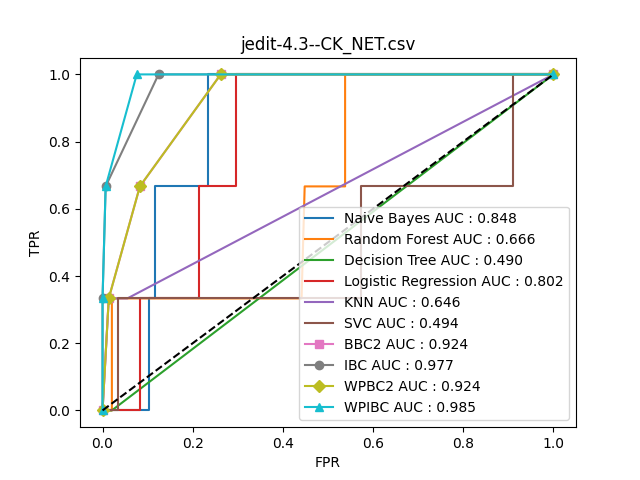 jedit-4.3--CK_NET.csv
1.0
0.8
0.6
0.4
0.2
0.0
TPR
Naive Bayes AUC : 0.848
Random Forest AUC : 0.666
Decision Tree AUC : 0.490
Logistic Regression AUC : 0.802
KNN AUC : 0.646
SVC AUC : 0.494
BBC2 AUC : 0.924
IBC AUC : 0.977
WPBC2 AUC : 0.924
WPIBC AUC : 0.985
0.0 0.2 0.4 0.6 0.8 1.0
FPR